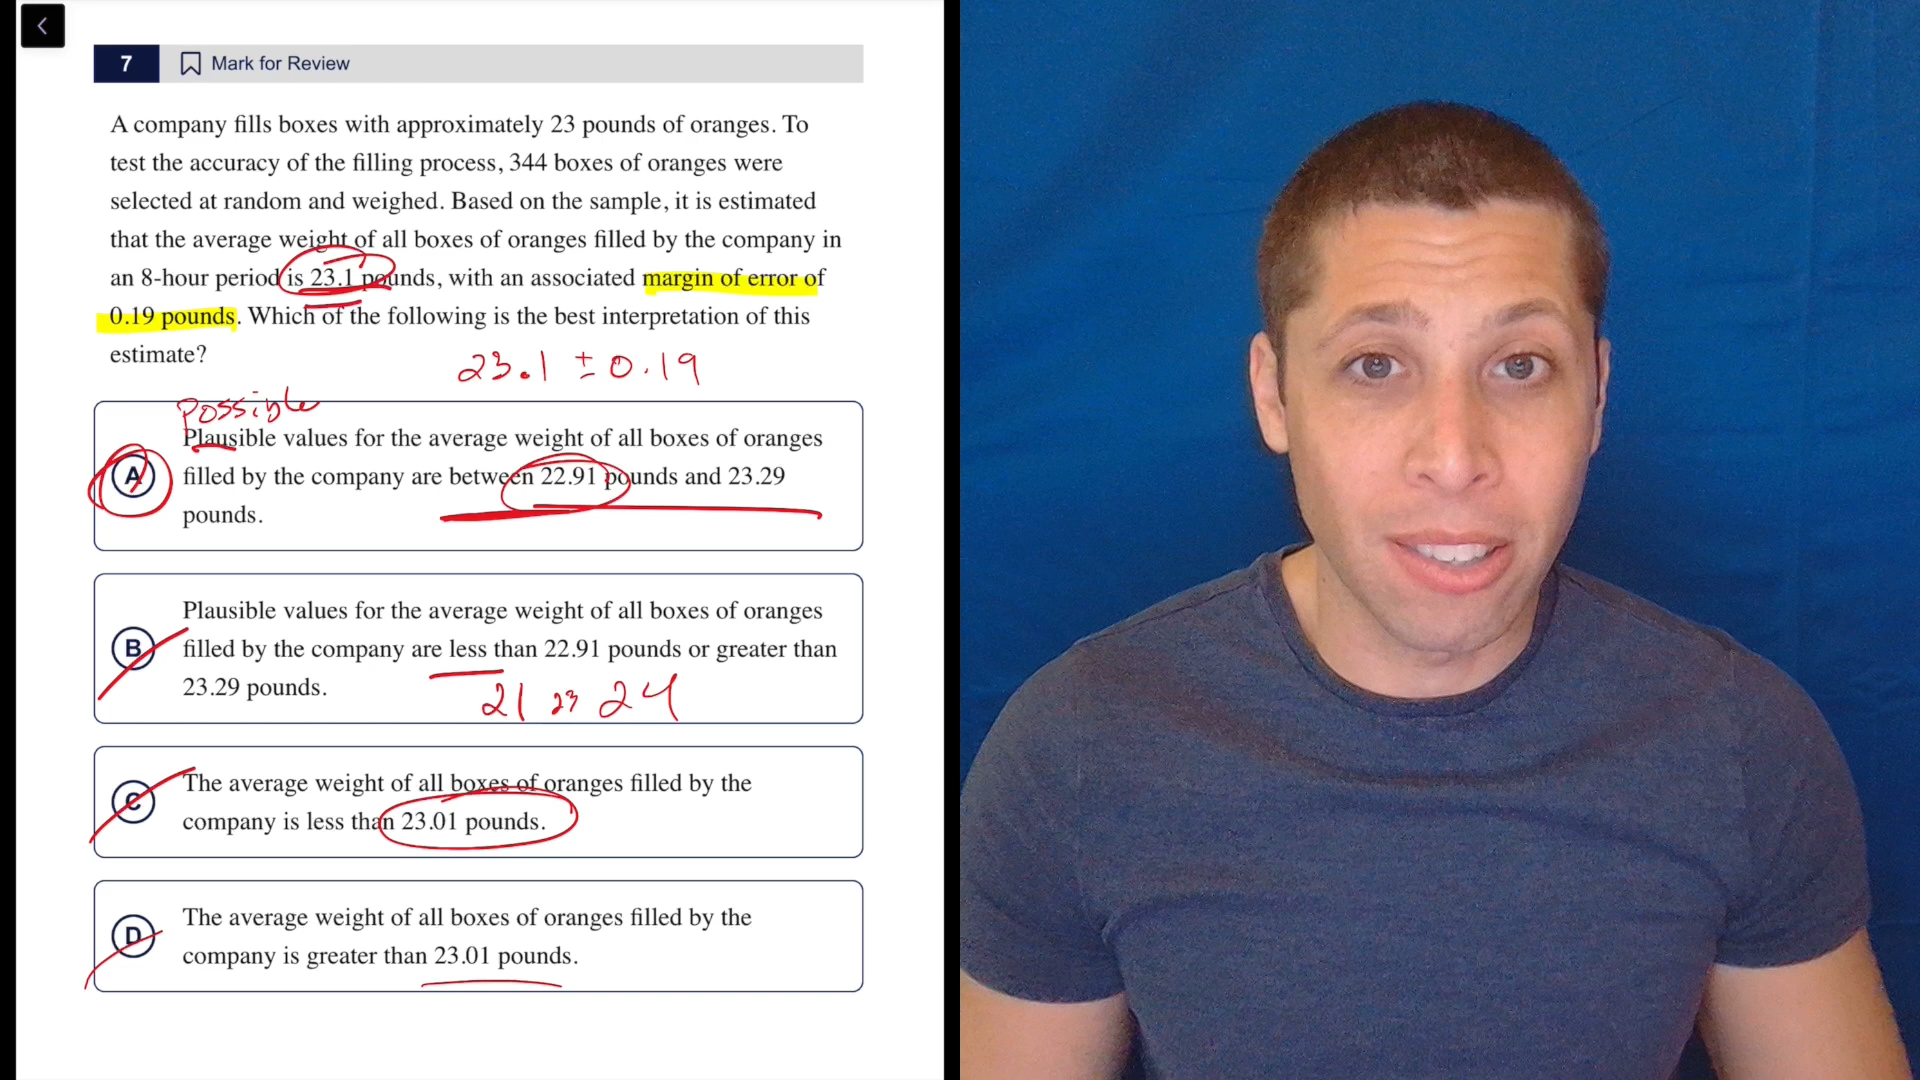 7 Mark for Review
A company fills boxes with approximately 23 pounds of oranges. To
test the accuracy of the filling process, 344 boxes of oranges were
selected at random and weighed. Based on the sample, it is estimated
that the average weight of all boxes of oranges filled by the company in
an 8-hour period is 23.1 pounds, with an associated margin of error of
0.19 pounds. Which of the following is the best interpretation of this
estimate?
23.1 ± 0.19
Possible
A
Plausible values for the average weight of all boxes of oranges
filled by the company are between 22.91 pounds and 23.29
pounds.
B
Plausible values for the average weight of all boxes of oranges
filled by the company are less than 22.91 pounds or greater than
23.29 pounds.
21 23 24
C
The average weight of all boxes of oranges filled by the
company is less than 23.01 pounds.
D
The average weight of all boxes of oranges filled by the
company is greater than 23.01 pounds.